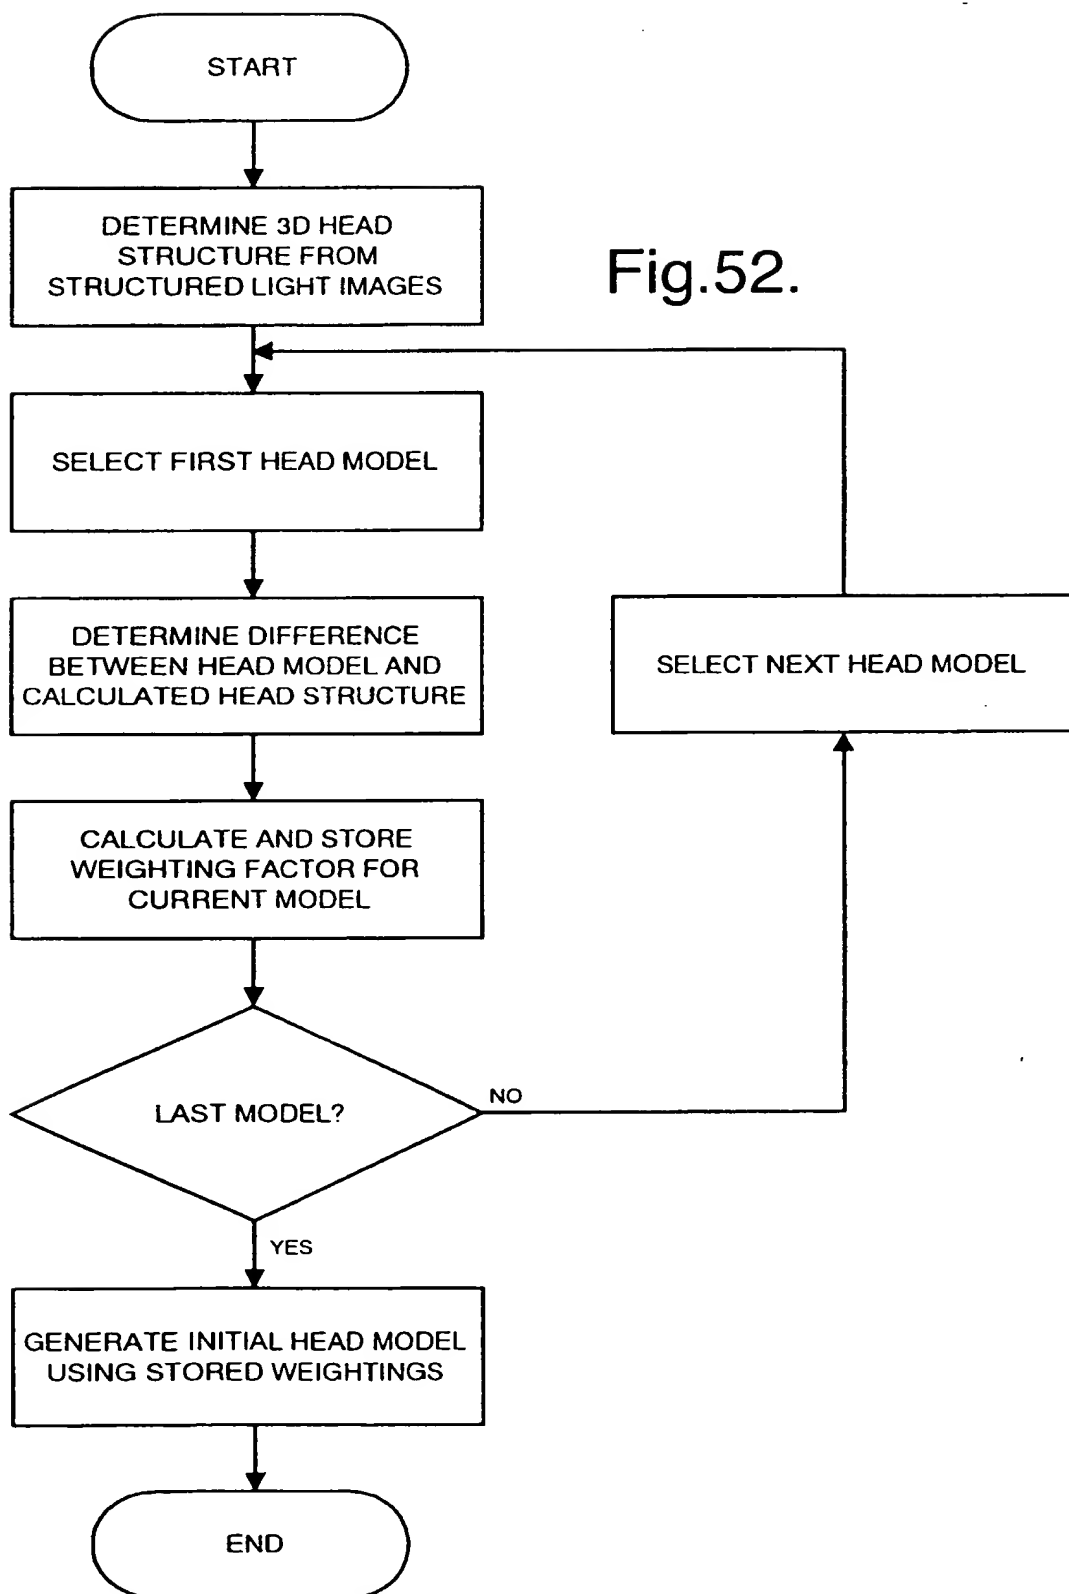 START
DETERMINE 3D HEAD
STRUCTURE FROM
STRUCTURED LIGHT IMAGES
Fig.52.
SELECT FIRST HEAD MODEL
DETERMINE DIFFERENCE
BETWEEN HEAD MODEL AND
CALCULATED HEAD STRUCTURE
SELECT NEXT HEAD MODEL
CALCULATE AND STORE
WEIGHTING FACTOR FOR
CURRENT MODEL
LAST MODEL?
NO
YES
GENERATE INITIAL HEAD MODEL
USING STORED WEIGHTINGS
END